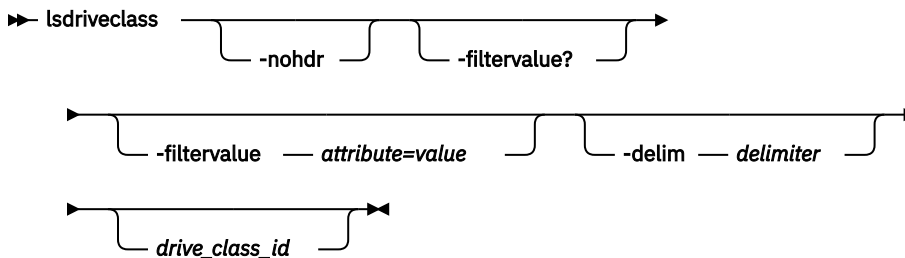 lsdriveclass
-nohdr -filtervalue?
-filtervalue attribute=value -delim delimiter
drive_class_id